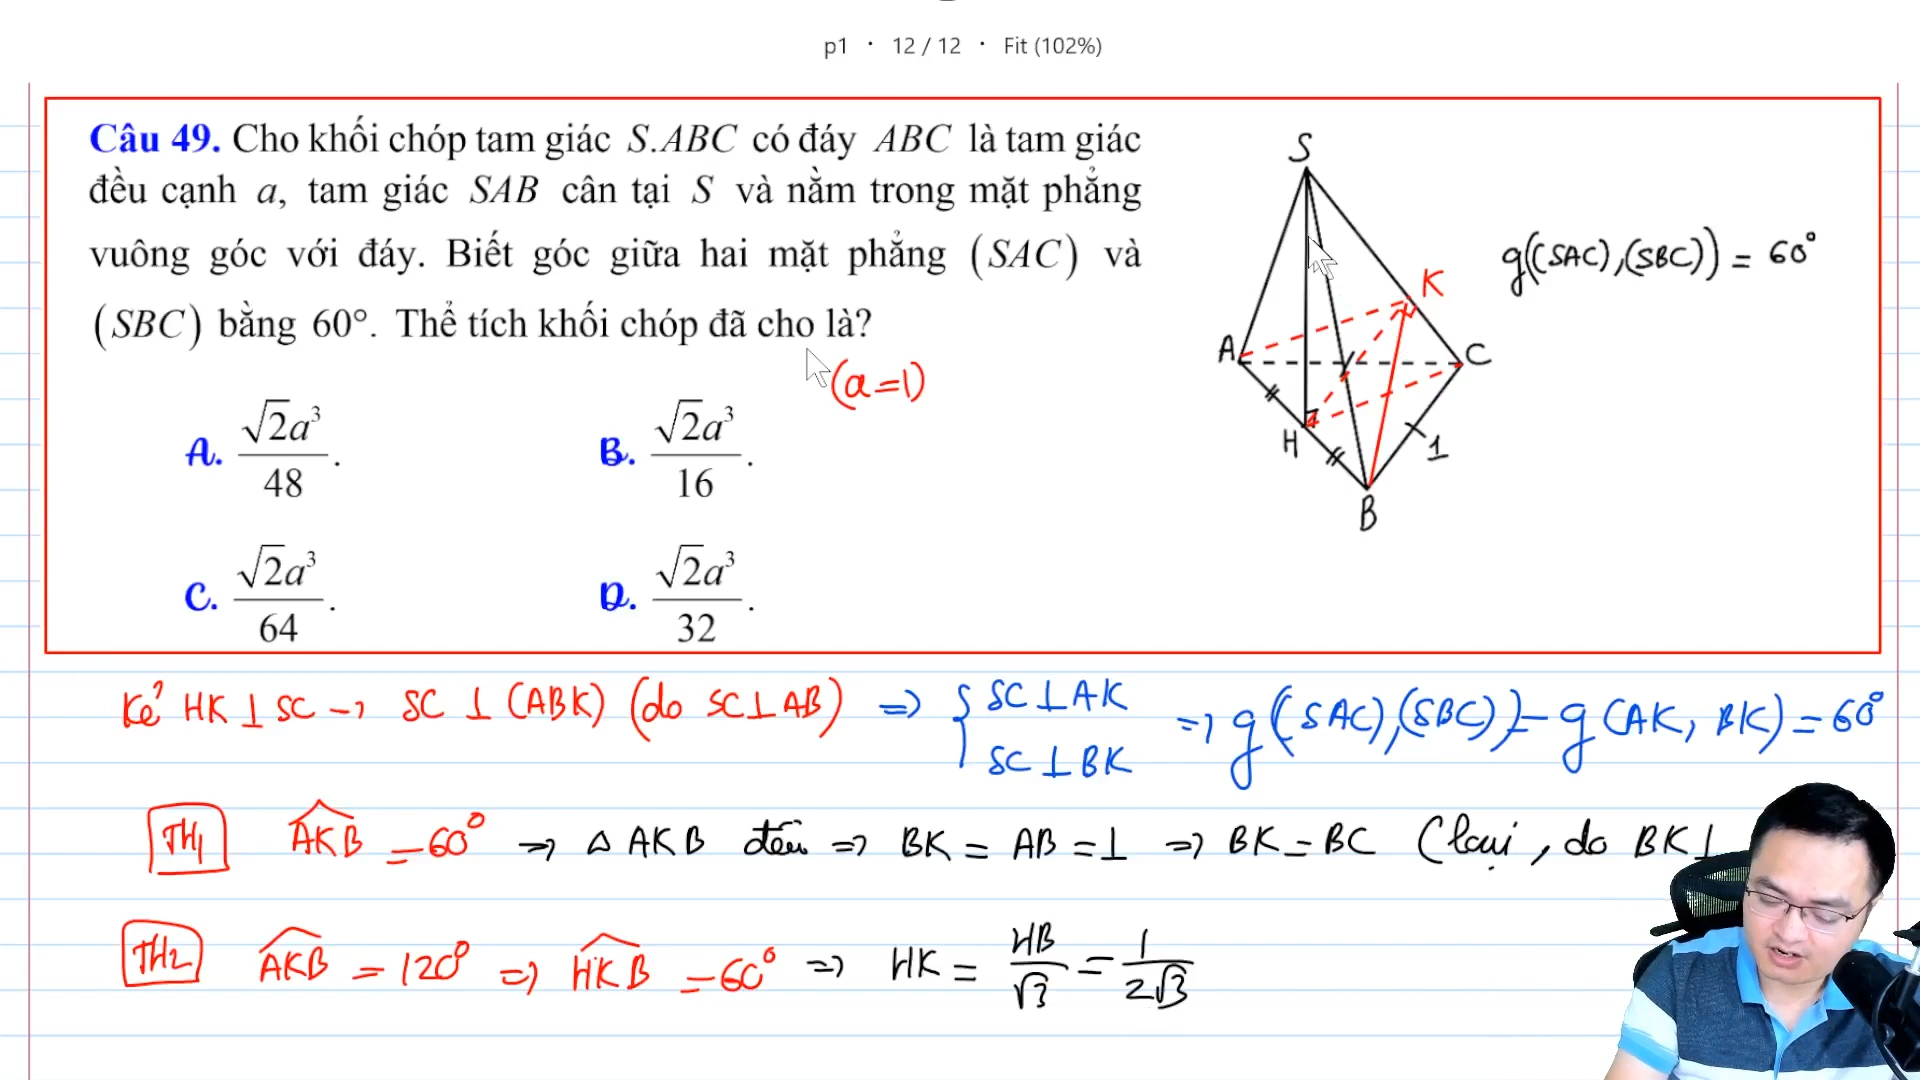 p1 · 12 / 12 · Fit (102%)
Câu 49. Cho khối chóp tam giác S.ABC có đáy ABC là tam giác
đều cạnh a, tam giác SAB cân tại S và nằm trong mặt phẳng
vuông góc với đáy. Biết góc giữa hai mặt phẳng (SAC) và
(SBC) bằng 60°. Thể tích khối chóp đã cho là?
(a=1)
A. √2a³/48.
B. √2a³/16.
C. √2a³/64.
D. √2a³/32.
S
K
A
C
H
1
B
g((SAC),(SBC)) = 60°
Kẻ HK ⊥ SC → SC ⊥ (ABK) (do SC⊥AB) => { SC⊥AK
SC⊥BK
=> g((SAC),(SBC)) = g(AK, BK) = 60°
TH1 AKB = 60° => △AKB đều => BK = AB = 1 => BK = BC (loại, do BK⊥
TH2 AKB = 120° => HKB = 60° => HK = HB/√3 = 1/2√3